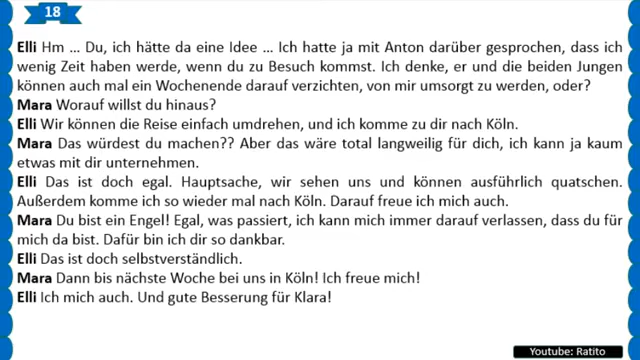 18
Elli Hm … Du, ich hätte da eine Idee … Ich hatte ja mit Anton darüber gesprochen, dass ich
wenig Zeit haben werde, wenn du zu Besuch kommst. Ich denke, er und die beiden Jungen
können auch mal ein Wochenende darauf verzichten, von mir umsorgt zu werden, oder?
Mara Worauf willst du hinaus?
Elli Wir können die Reise einfach umdrehen, und ich komme zu dir nach Köln.
Mara Das würdest du machen?? Aber das wäre total langweilig für dich, ich kann ja kaum
etwas mit dir unternehmen.
Elli Das ist doch egal. Hauptsache, wir sehen uns und können ausführlich quatschen.
Außerdem komme ich so wieder mal nach Köln. Darauf freue ich mich auch.
Mara Du bist ein Engel! Egal, was passiert, ich kann mich immer darauf verlassen, dass du für
mich da bist. Dafür bin ich dir so dankbar.
Elli Das ist doch selbstverständlich.
Mara Dann bis nächste Woche bei uns in Köln! Ich freue mich!
Elli Ich mich auch. Und gute Besserung für Klara!
Youtube: Ratito